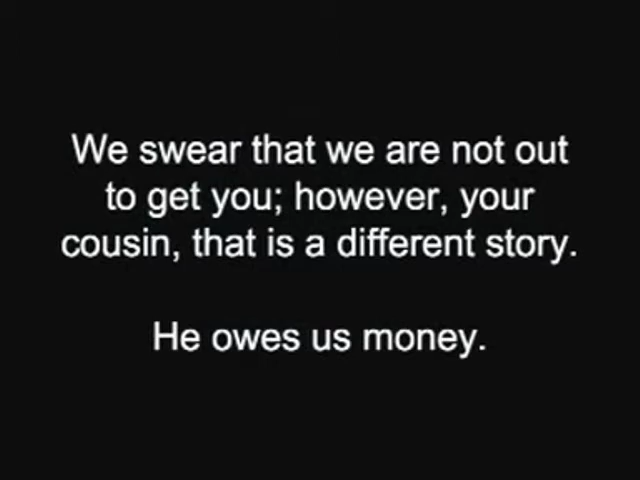 We swear that we are not out
to get you; however, your
cousin, that is a different story.
He owes us money.